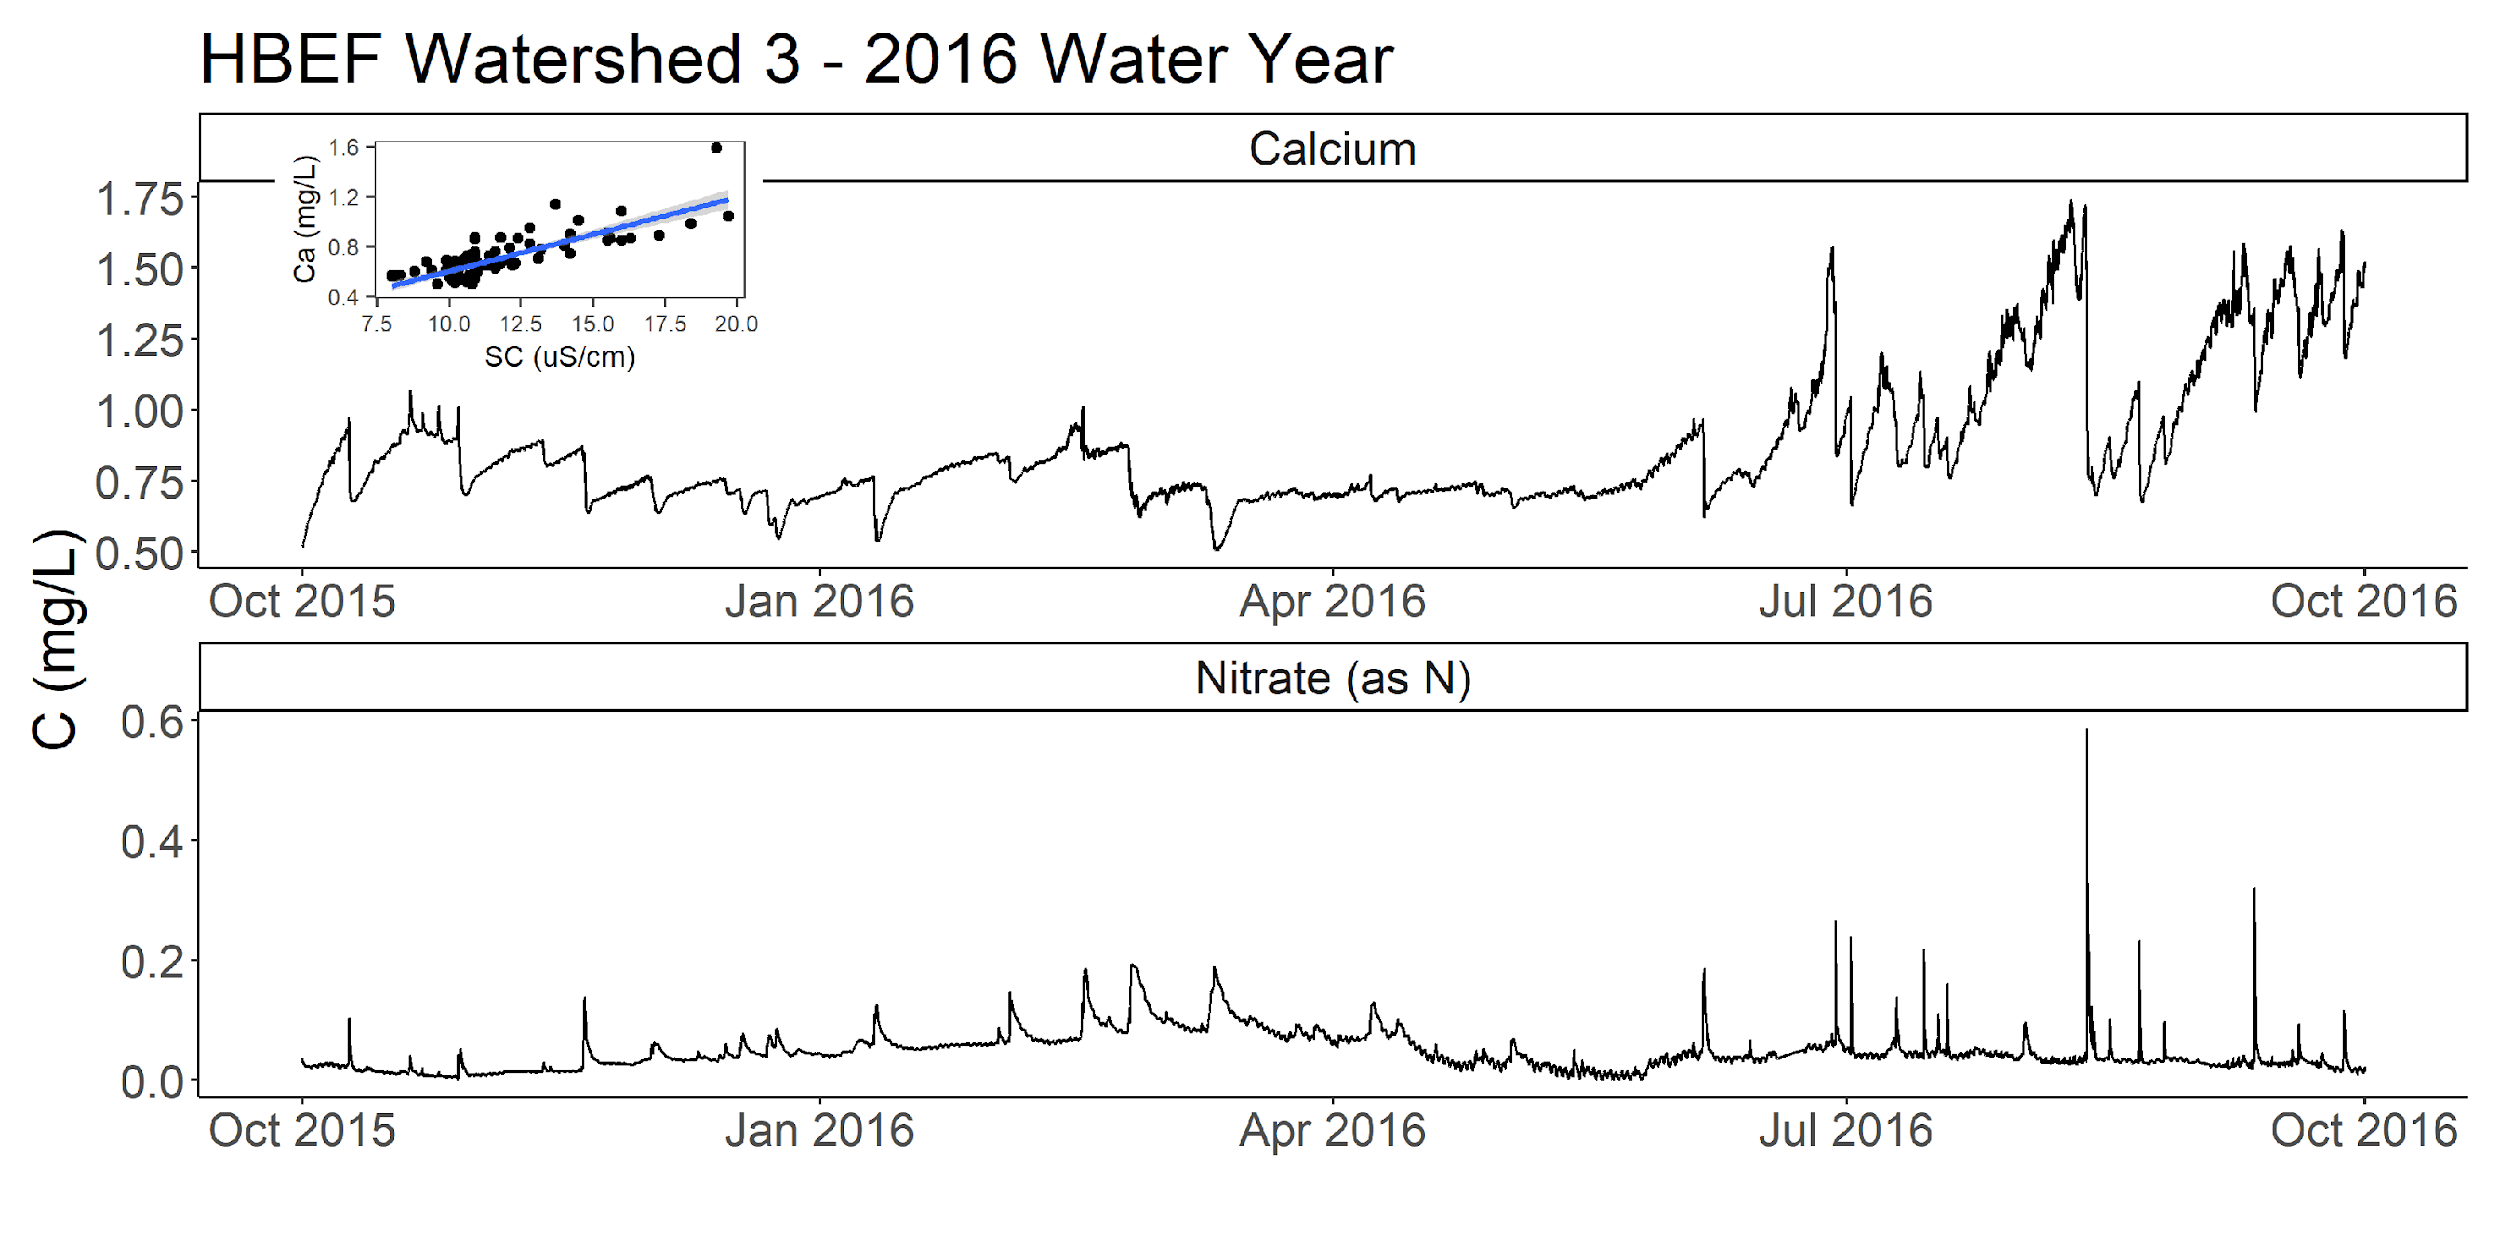 HBEF Watershed 3 - 2016 Water Year
Calcium
1.6
1.2
0.8
0.4
Ca (mg/L)
7.5 10.0 12.5 15.0 17.5 20.0
SC (uS/cm)
1.75
1.50
1.25
1.00
0.75
0.50
Oct 2015 Jan 2016 Apr 2016 Jul 2016 Oct 2016
C (mg/L)
Nitrate (as N)
0.6
0.4
0.2
0.0
Oct 2015 Jan 2016 Apr 2016 Jul 2016 Oct 2016